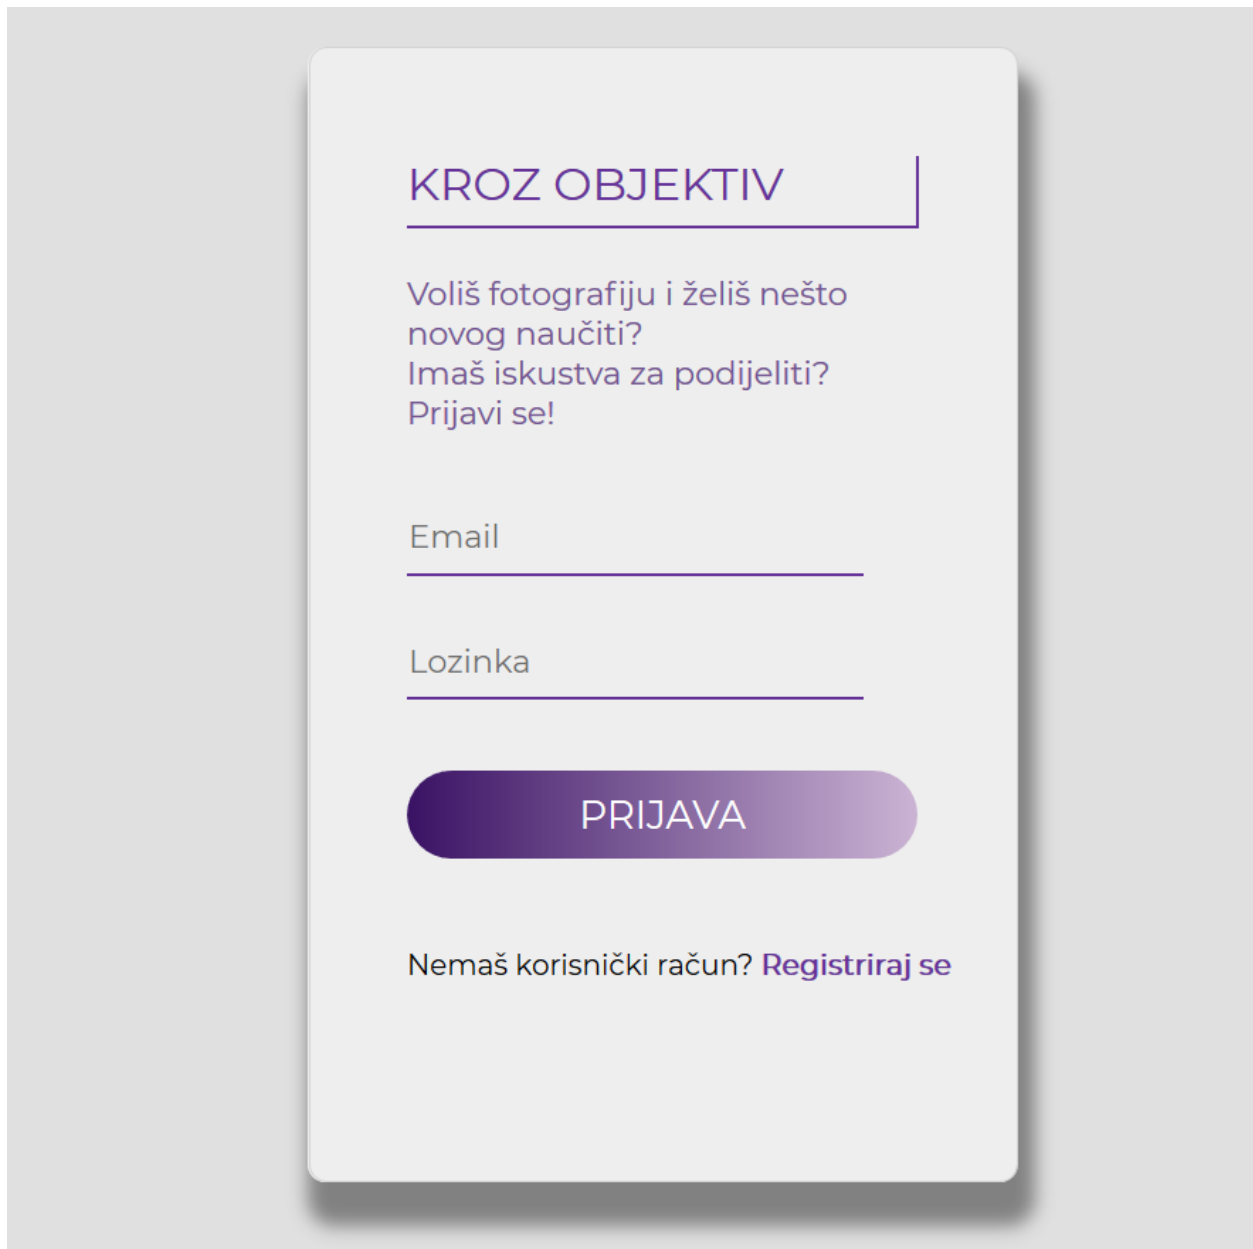 KROZ OBJEKTIV
Voliš fotografiju i želiš nešto
novog naučiti?
Imaš iskustva za podijeliti?
Prijavi se!
Email
Lozinka
PRIJAVA
Nemaš korisnički račun? Registriraj se